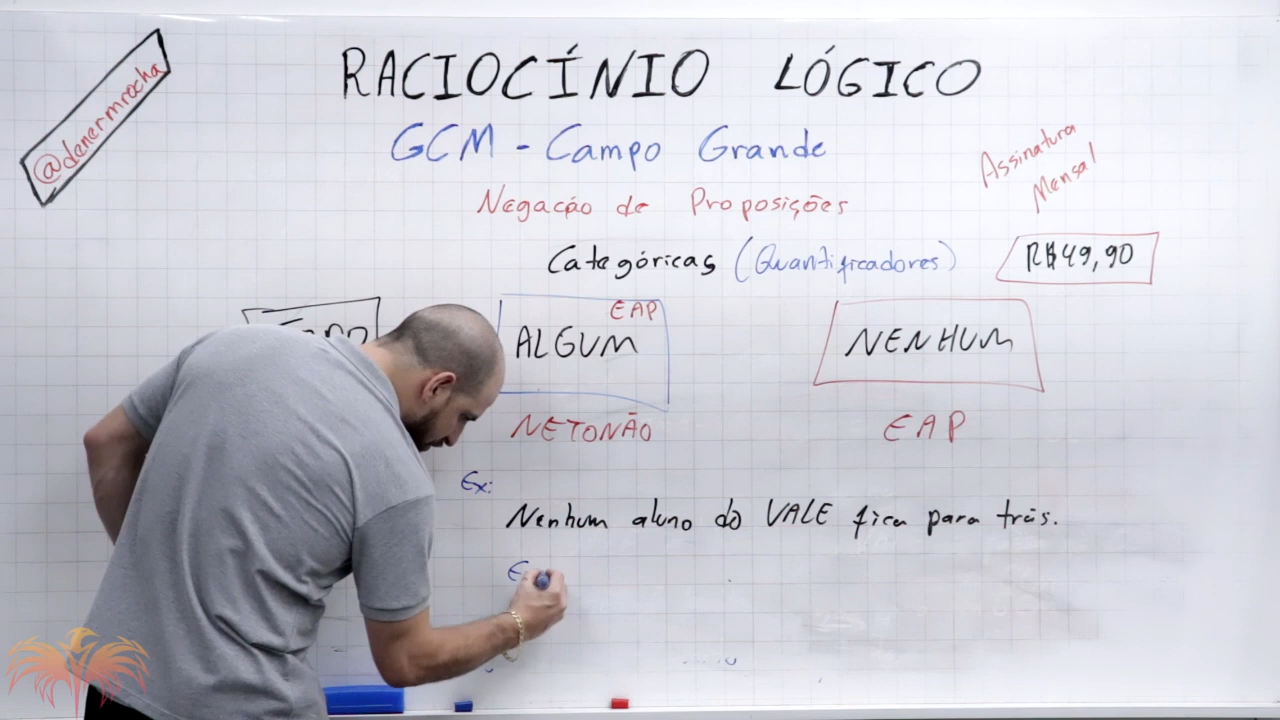 @denermrocha
RACIOCÍNIO LÓGICO
GCM - Campo Grande
Negação de Proposições
Assinatura
Mensal
Categóricas (Quantificadores)
R$49,90
EAP
ALGUM
NENHUM
NETONÃO
EAP
Ex:
Nenhum aluno do VALE fica para trás.